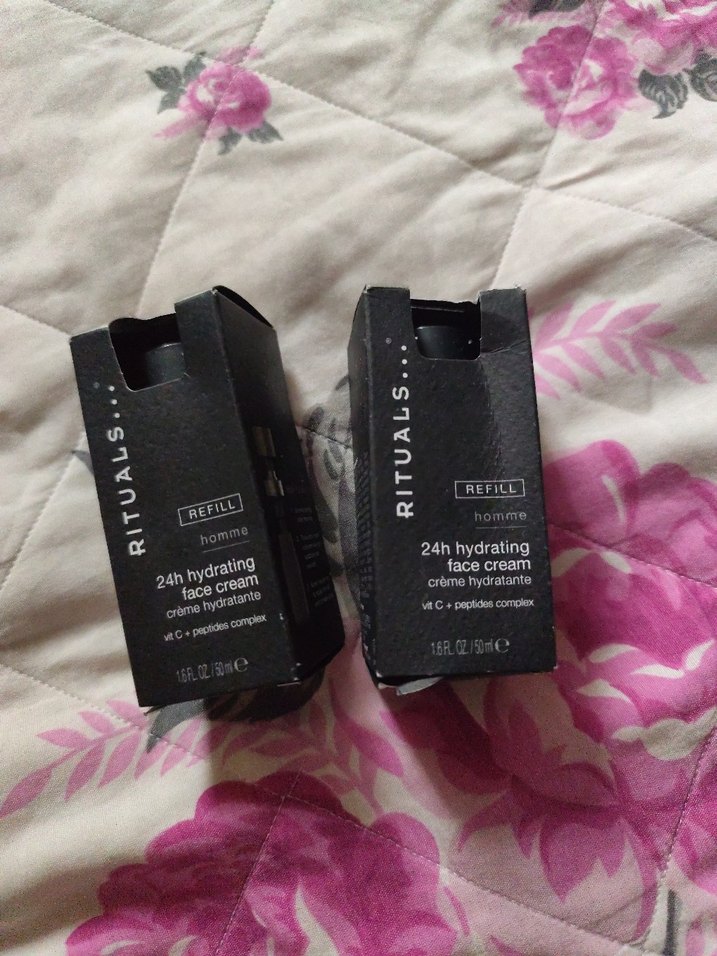 RITUALS...
REFILL
homme
24h hydrating
face cream
crème hydratante
vit C + peptides complex
1.6 FL. OZ. / 50 ml e
RITUALS...
REFILL
homme
24h hydrating
face cream
crème hydratante
vit C + peptides complex
1.6 FL. OZ. / 50 ml e